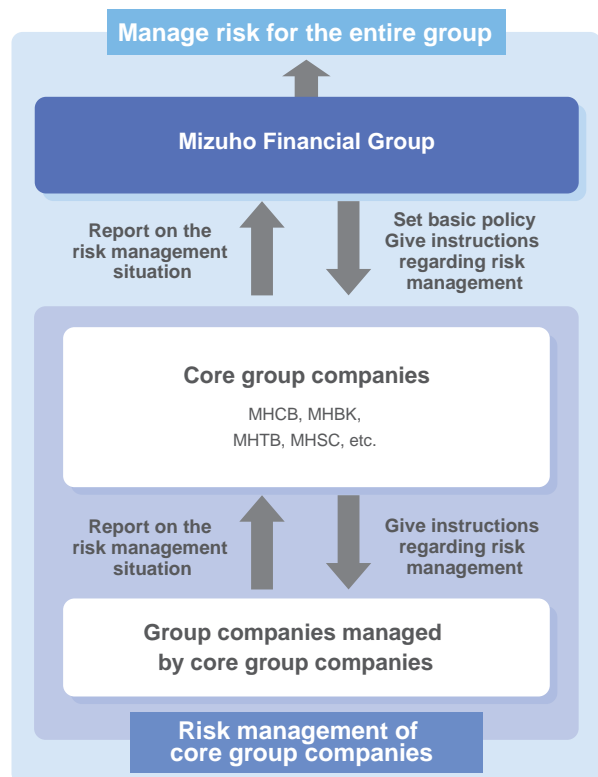 Manage risk for the entire group
Mizuho Financial Group
Report on the
risk management
situation
Set basic policy
Give instructions
regarding risk
management
Core group companies
MHCB, MHBK,
MHTB, MHSC, etc.
Report on the
risk management
situation
Give instructions
regarding risk
management
Group companies managed
by core group companies
Risk management of
core group companies